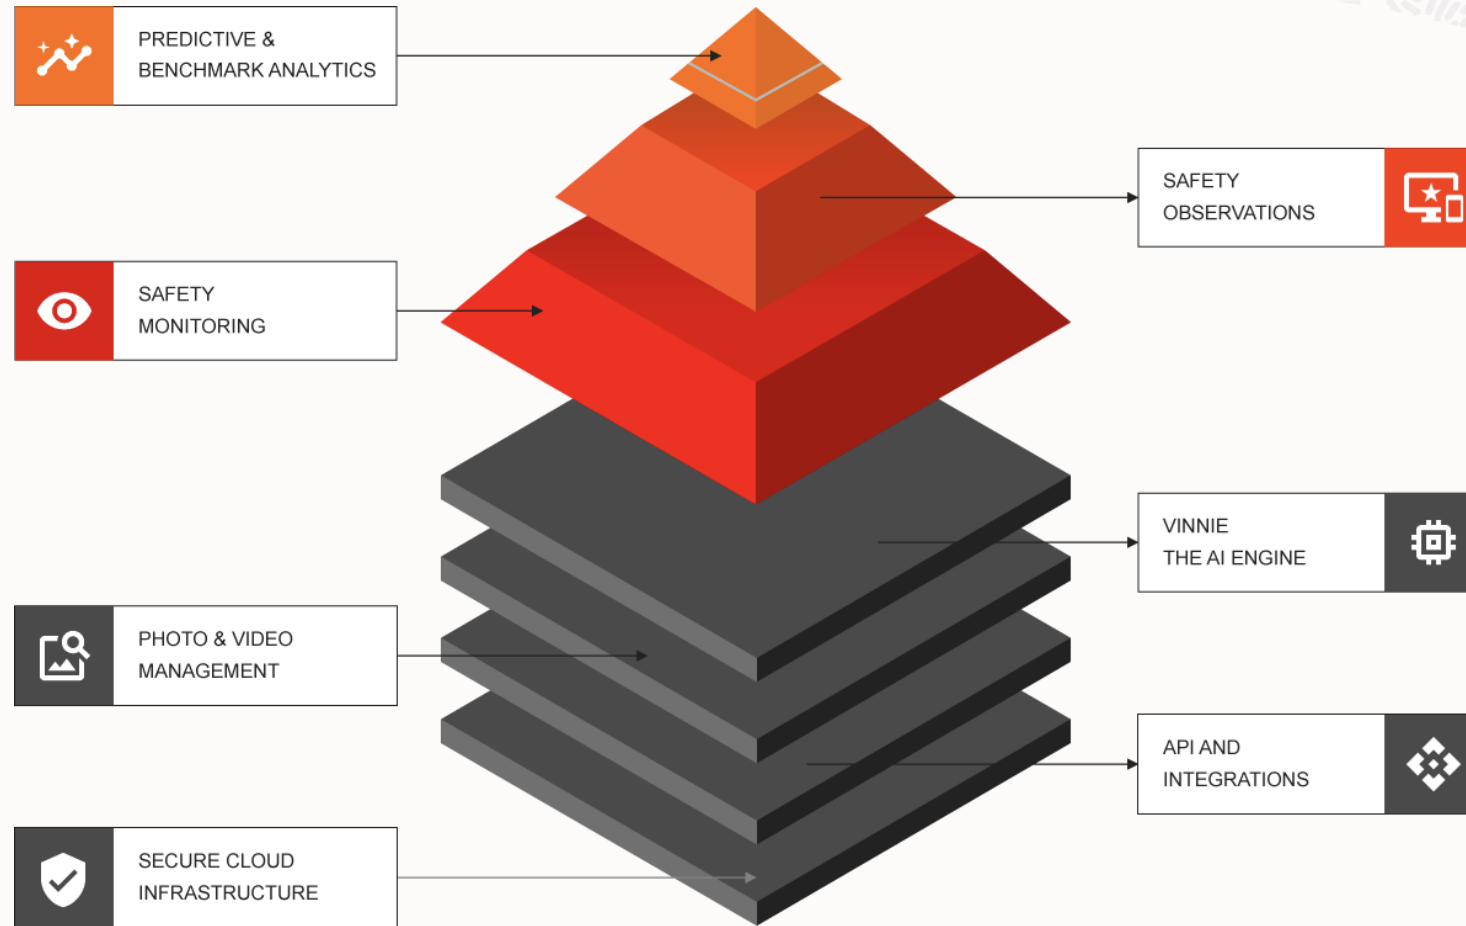 PREDICTIVE &
BENCHMARK ANALYTICS
SAFETY
OBSERVATIONS
SAFETY
MONITORING
VINNIE
THE AI ENGINE
PHOTO & VIDEO
MANAGEMENT
API AND
INTEGRATIONS
SECURE CLOUD
INFRASTRUCTURE